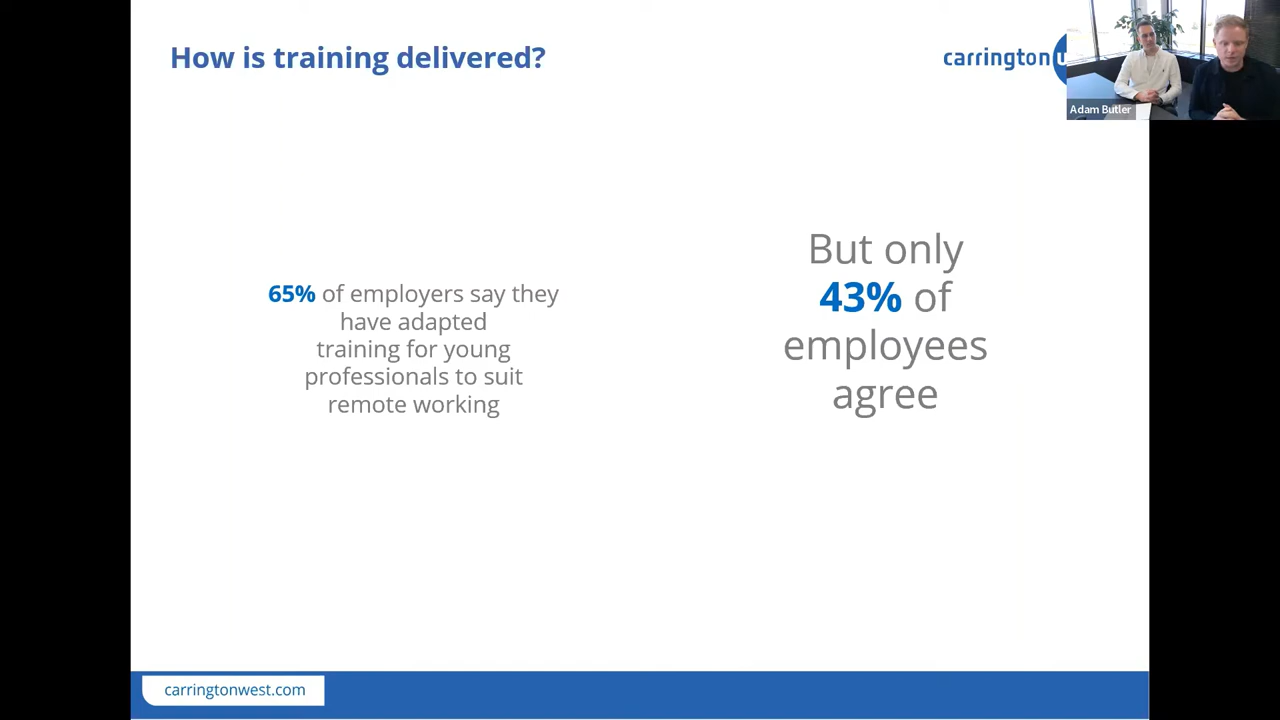 How is training delivered?
carrington
Adam Butler
But only
43% of
employees
agree
65% of employers say they
have adapted
training for young
professionals to suit
remote working
carringtonwest.com